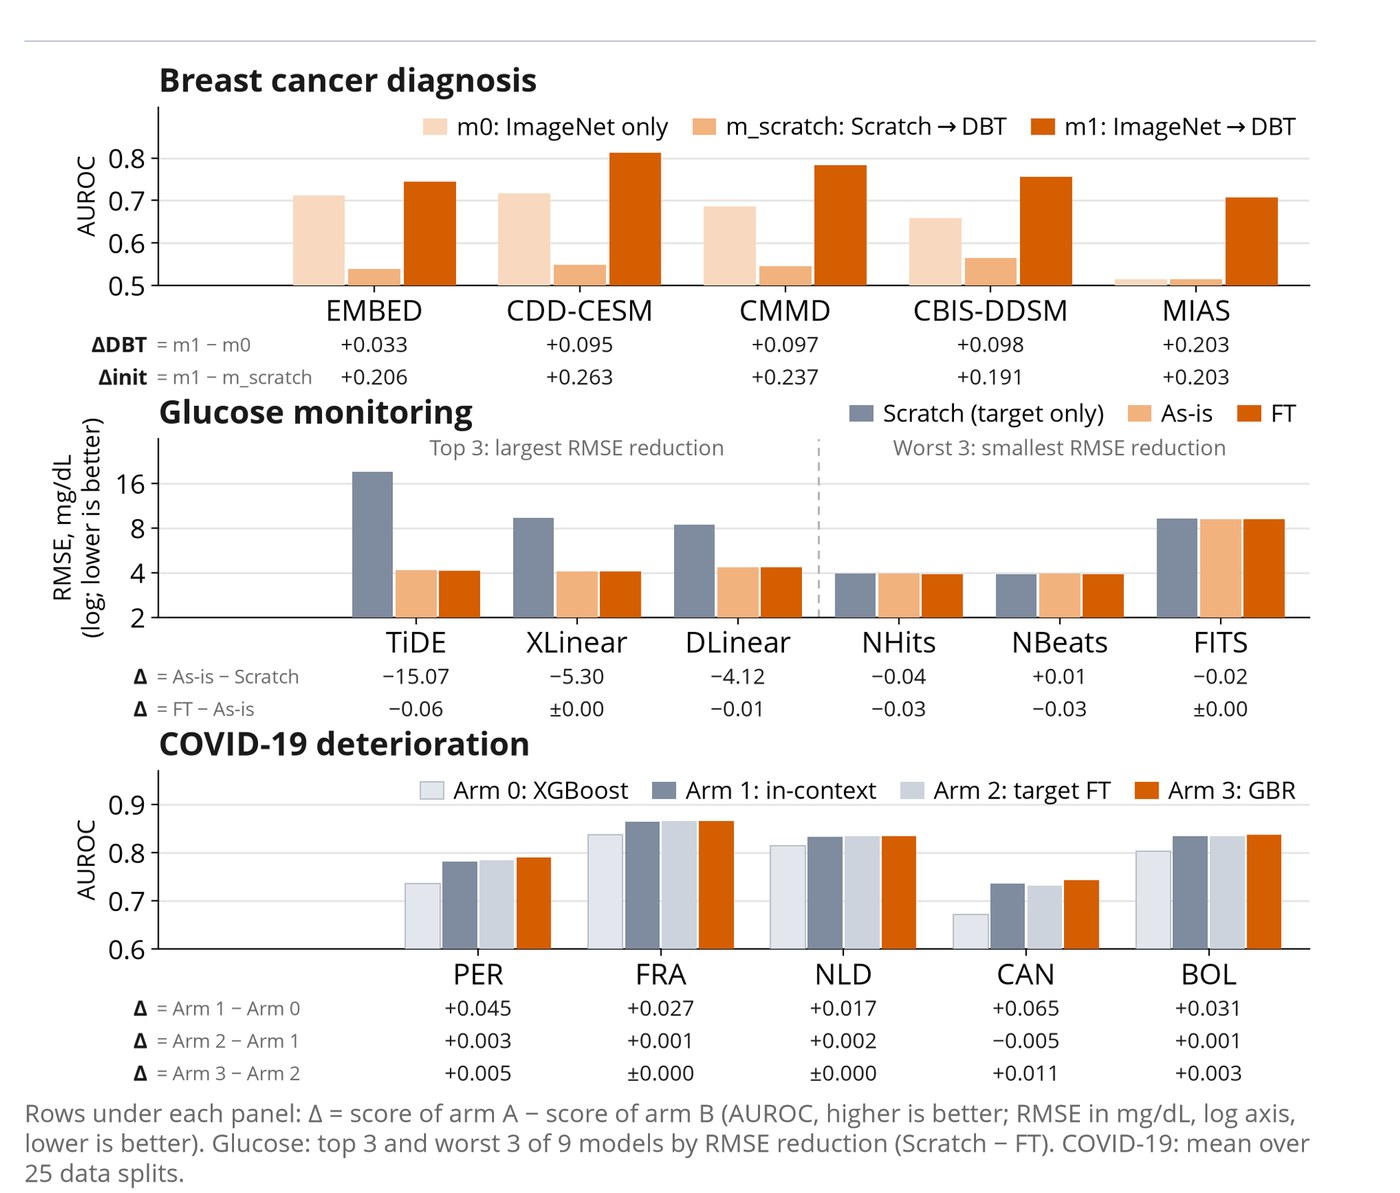 Breast cancer diagnosis
m0: ImageNet only m_scratch: Scratch → DBT m1: ImageNet → DBT
AUROC
0.8
0.7
0.6
0.5
EMBED CDD-CESM CMMD CBIS-DDSM MIAS
ΔDBT = m1 − m0 +0.033 +0.095 +0.097 +0.098 +0.203
Δinit = m1 − m_scratch +0.206 +0.263 +0.237 +0.191 +0.203
Glucose monitoring
Scratch (target only) As-is FT
Top 3: largest RMSE reduction Worst 3: smallest RMSE reduction
RMSE, mg/dL
(log; lower is better)
16
8
4
2
TiDE XLinear DLinear NHits NBeats FITS
Δ = As-is − Scratch −15.07 −5.30 −4.12 −0.04 +0.01 −0.02
Δ = FT − As-is −0.06 ±0.00 −0.01 −0.03 −0.03 ±0.00
COVID-19 deterioration
Arm 0: XGBoost Arm 1: in-context Arm 2: target FT Arm 3: GBR
AUROC
0.9
0.8
0.7
0.6
PER FRA NLD CAN BOL
Δ = Arm 1 − Arm 0 +0.045 +0.027 +0.017 +0.065 +0.031
Δ = Arm 2 − Arm 1 +0.003 +0.001 +0.002 −0.005 +0.001
Δ = Arm 3 − Arm 2 +0.005 ±0.000 ±0.000 +0.011 +0.003
Rows under each panel: Δ = score of arm A − score of arm B (AUROC, higher is better; RMSE in mg/dL, log axis,
lower is better). Glucose: top 3 and worst 3 of 9 models by RMSE reduction (Scratch − FT). COVID-19: mean over
25 data splits.